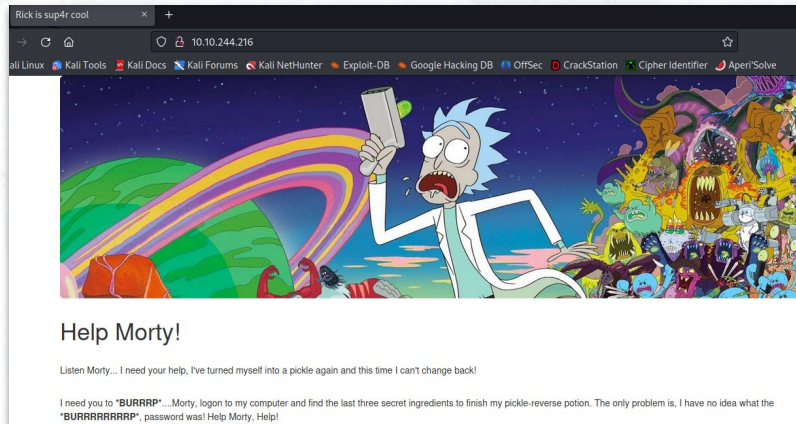 Rick is sup4r cool × +
10.10.244.216
ali Linux Kali Tools Kali Docs Kali Forums Kali NetHunter Exploit-DB Google Hacking DB OffSec CrackStation Cipher Identifier Aperi'Solve
Help Morty!
Listen Morty... I need your help, I've turned myself into a pickle again and this time I can't change back!
I need you to *BURRRP*....Morty, logon to my computer and find the last three secret ingredients to finish my pickle-reverse potion. The only problem is, I have no idea what the
*BURRRRRRRRP*, password was! Help Morty, Help!